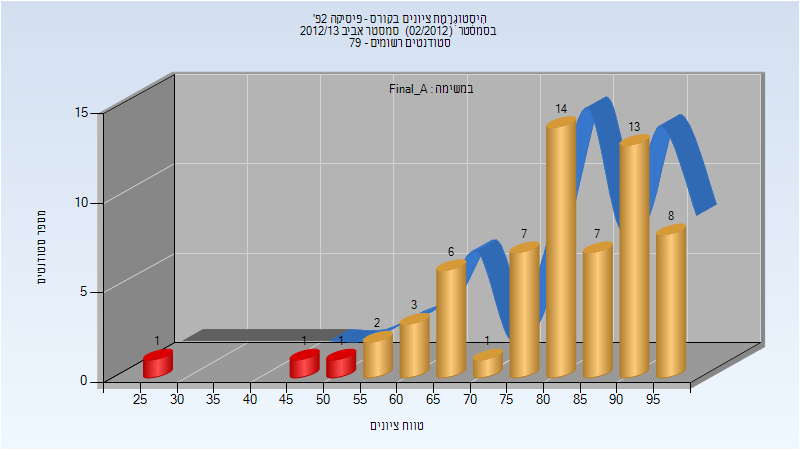 היסטוגרמת ציונים בקורס - פיסיקה 2פ'
בסמסטר (02/2012) סמסטר אביב 2012/13
סטודנטים רשומים - 79
במשימה : Final_A
מספר סטודנטים
15
10
5
0
1
1
1
2
3
6
1
7
14
7
13
8
25 30 35 40 45 50 55 60 65 70 75 80 85 90 95
טווח ציונים